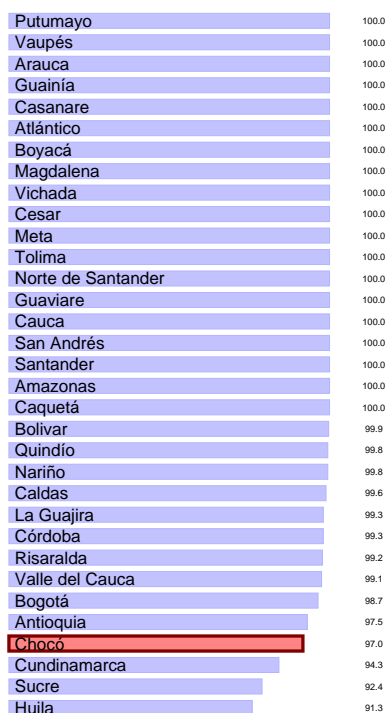 Putumayo 100.0
Vaupés 100.0
Arauca 100.0
Guainía 100.0
Casanare 100.0
Atlántico 100.0
Boyacá 100.0
Magdalena 100.0
Vichada 100.0
Cesar 100.0
Meta 100.0
Tolima 100.0
Norte de Santander 100.0
Guaviare 100.0
Cauca 100.0
San Andrés 100.0
Santander 100.0
Amazonas 100.0
Caquetá 100.0
Bolivar 99.9
Quindío 99.8
Nariño 99.8
Caldas 99.6
La Guajira 99.3
Córdoba 99.3
Risaralda 99.2
Valle del Cauca 99.1
Bogotá 98.7
Antioquia 97.5
Chocó 97.0
Cundinamarca 94.3
Sucre 92.4
Huila 91.3